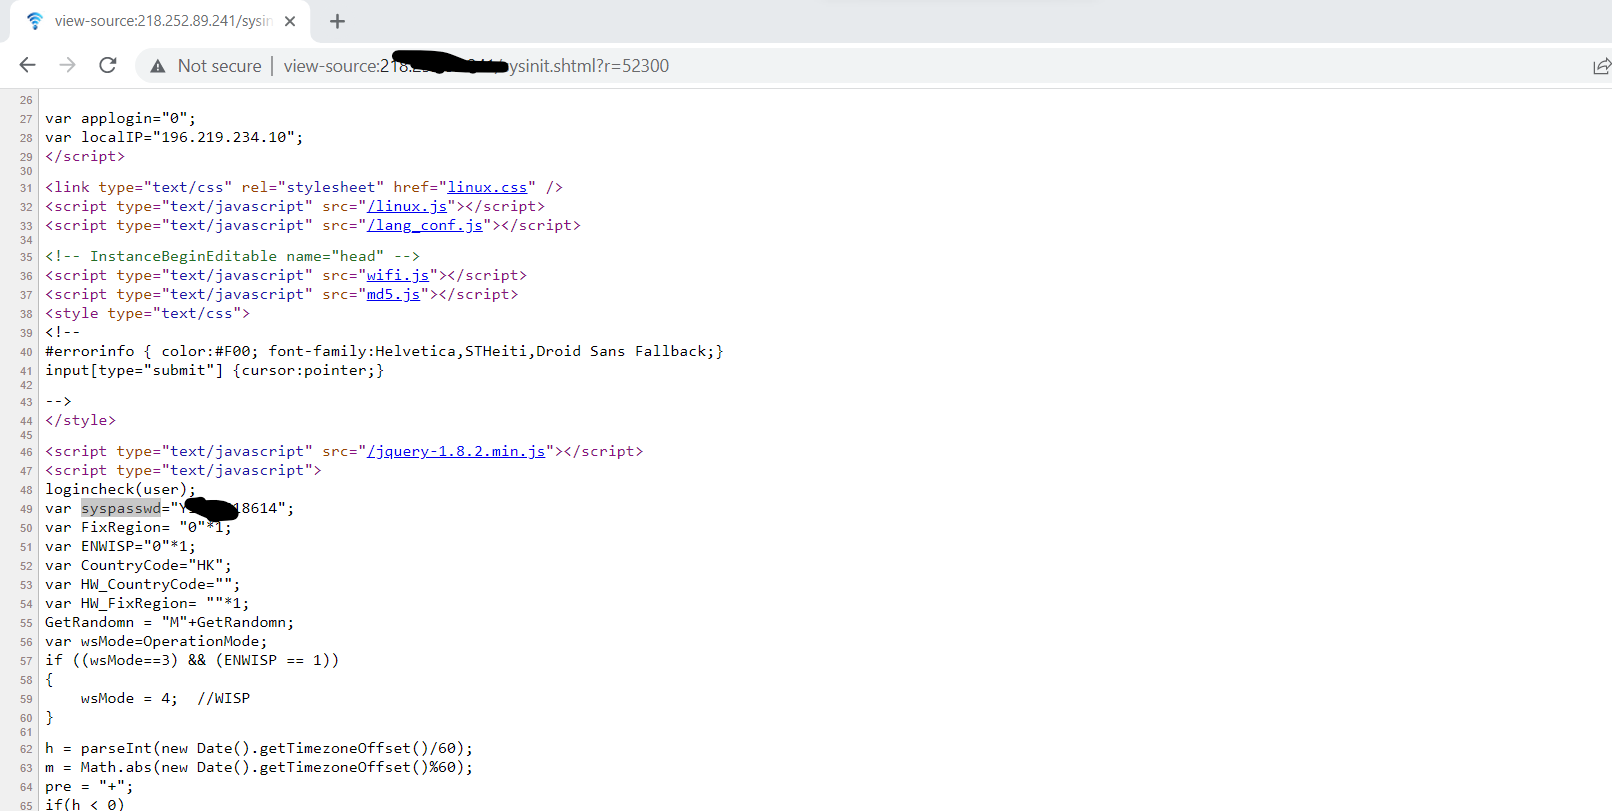 view-source:218.252.89.241/sysin
Not secure | view-source:218. ysinit.shtml?r=52300
26
27 var applogin="0";
28 var localIP="196.219.234.10";
29 </script>
30
31 <link type="text/css" rel="stylesheet" href="linux.css" />
32 <script type="text/javascript" src="/linux.js"></script>
33 <script type="text/javascript" src="/lang_conf.js"></script>
34
35 <!-- InstanceBeginEditable name="head" -->
36 <script type="text/javascript" src="wifi.js"></script>
37 <script type="text/javascript" src="md5.js"></script>
38 <style type="text/css">
39 <!--
40 #errorinfo { color:#F00; font-family:Helvetica,STHeiti,Droid Sans Fallback;}
41 input[type="submit"] {cursor:pointer;}
42
43 -->
44 </style>
45
46 <script type="text/javascript" src="/jquery-1.8.2.min.js"></script>
47 <script type="text/javascript">
48 logincheck(user);
49 var syspasswd="Y 18614";
50 var FixRegion= "0"*1;
51 var ENWISP="0"*1;
52 var CountryCode="HK";
53 var HW_CountryCode="";
54 var HW_FixRegion= ""*1;
55 GetRandomn = "M"+GetRandomn;
56 var wsMode=OperationMode;
57 if ((wsMode==3) && (ENWISP == 1))
58 {
59 wsMode = 4; //WISP
60 }
61
62 h = parseInt(new Date().getTimezoneOffset()/60);
63 m = Math.abs(new Date().getTimezoneOffset()%60);
64 pre = "+";
65 if(h < 0)